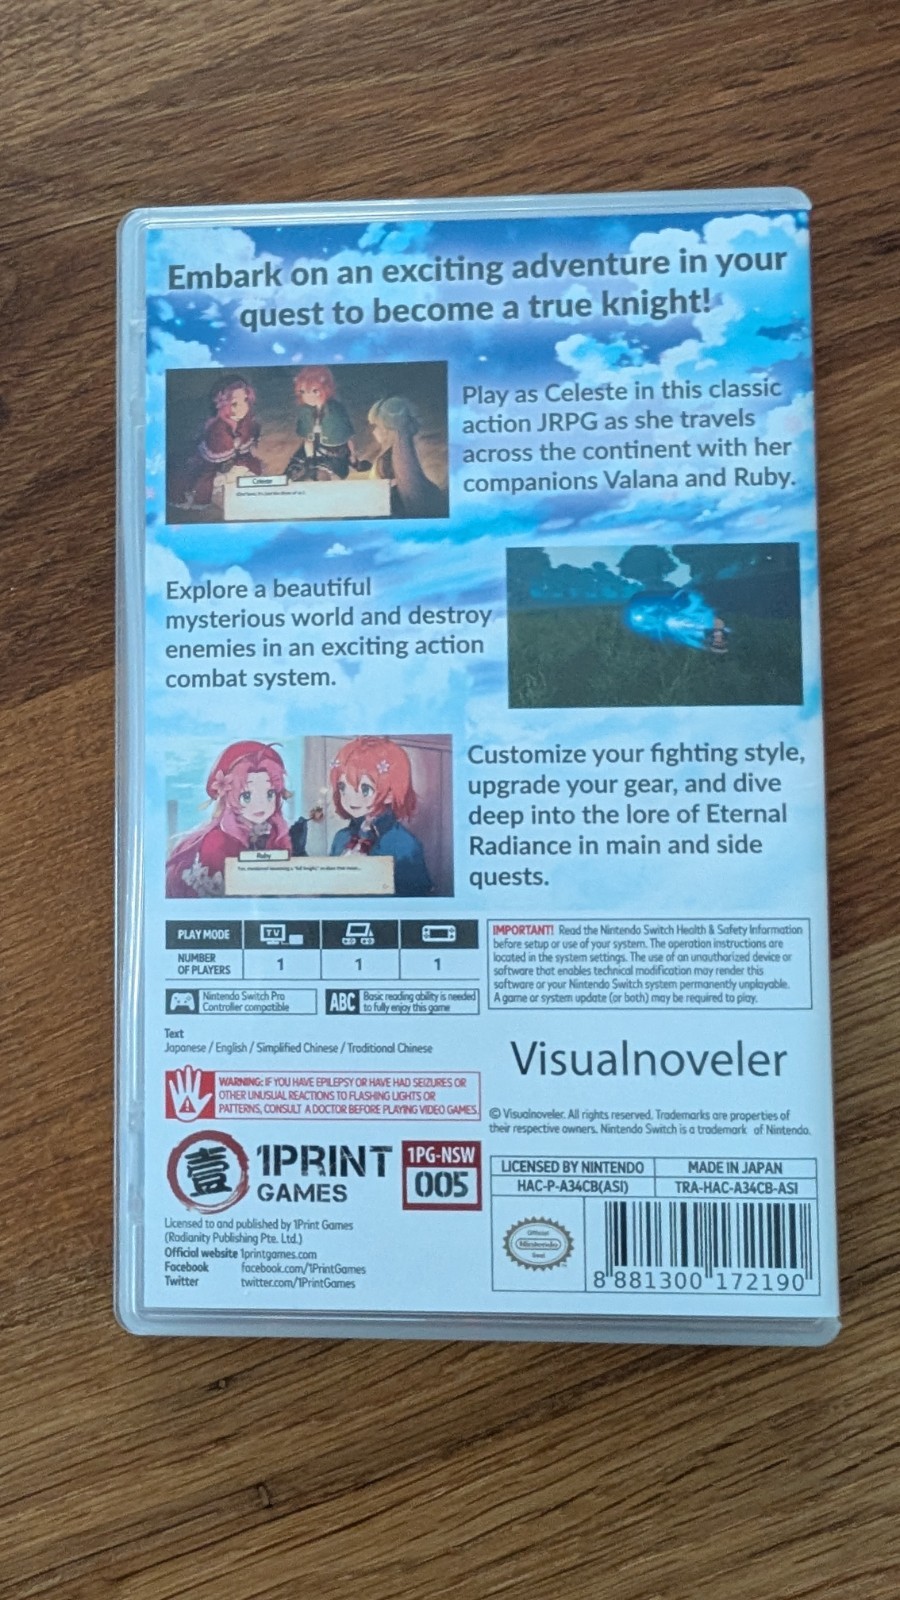 Embark on an exciting adventure in your
quest to become a true knight!
Play as Celeste in this classic
action JRPG as she travels
across the continent with her
companions Valana and Ruby.
Celeste
Explore a beautiful
mysterious world and destroy
enemies in an exciting action
combat system.
Customize your fighting style,
upgrade your gear, and dive
deep into the lore of Eternal
Radiance in main and side
quests.
Ruby
PLAY MODE
TV
NUMBER
OF PLAYERS
1 1 1
Nintendo Switch Pro
Controller compatible
ABC
Basic reading ability is needed
to fully enjoy this game
IMPORTANT! Read the Nintendo Switch Health & Safety Information
before setup or use of your system. The operation instructions are
located in the system settings. The use of an unauthorized device or
software that enables technical modification may render this
software or your Nintendo Switch system permanently unplayable.
A game or system update (or both) may be required to play.
Text
Japanese / English / Simplified Chinese / Traditional Chinese
WARNING: IF YOU HAVE EPILEPSY OR HAVE HAD SEIZURES OR
OTHER UNUSUAL REACTIONS TO FLASHING LIGHTS OR
PATTERNS, CONSULT A DOCTOR BEFORE PLAYING VIDEO GAMES.
Visualnoveler
© Visualnoveler. All rights reserved. Trademarks are properties of
their respective owners. Nintendo Switch is a trademark of Nintendo.
壹
1PRINT
GAMES
1PG-NSW
005
Licensed to and published by 1Print Games
(Radianity Publishing Pte. Ltd.)
Official website 1printgames.com
Facebook facebook.com/1PrintGames
Twitter twitter.com/1PrintGames
LICENSED BY NINTENDO MADE IN JAPAN
HAC-P-A34CB(ASI) TRA-HAC-A34CB-ASI
Official
Nintendo
Seal
8 881300 172190